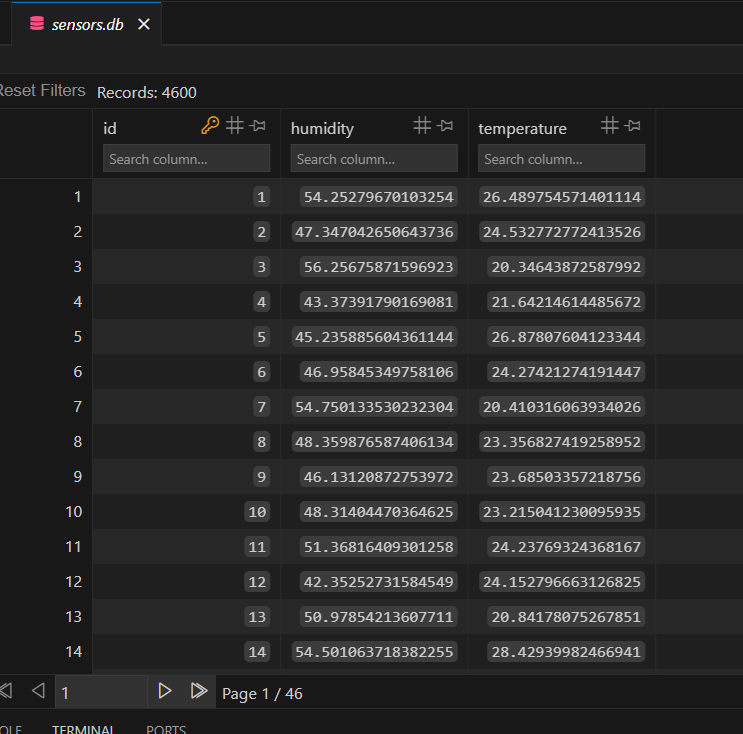 sensors.db
Reset Filters Records: 4600
id humidity temperature
Search column... Search column... Search column...
1 1 54.25279670103254 26.489754571401114
2 2 47.347042650643736 24.532772772413526
3 3 56.25675871596923 20.34643872587992
4 4 43.37391790169081 21.64214614485672
5 5 45.235885604361144 26.87807604123344
6 6 46.95845349758106 24.27421274191447
7 7 54.750133530232304 20.410316063934026
8 8 48.359876587406134 23.356827419258952
9 9 46.13120872753972 23.68503357218756
10 10 48.31404470364625 23.215041230095935
11 11 51.36816409301258 24.23769324368167
12 12 42.35252731584549 24.152796663126825
13 13 50.97854213607711 20.84178075267851
14 14 54.501063718382255 28.42939982466941
1 Page 1 / 46
OLE TERMINAL PORTS